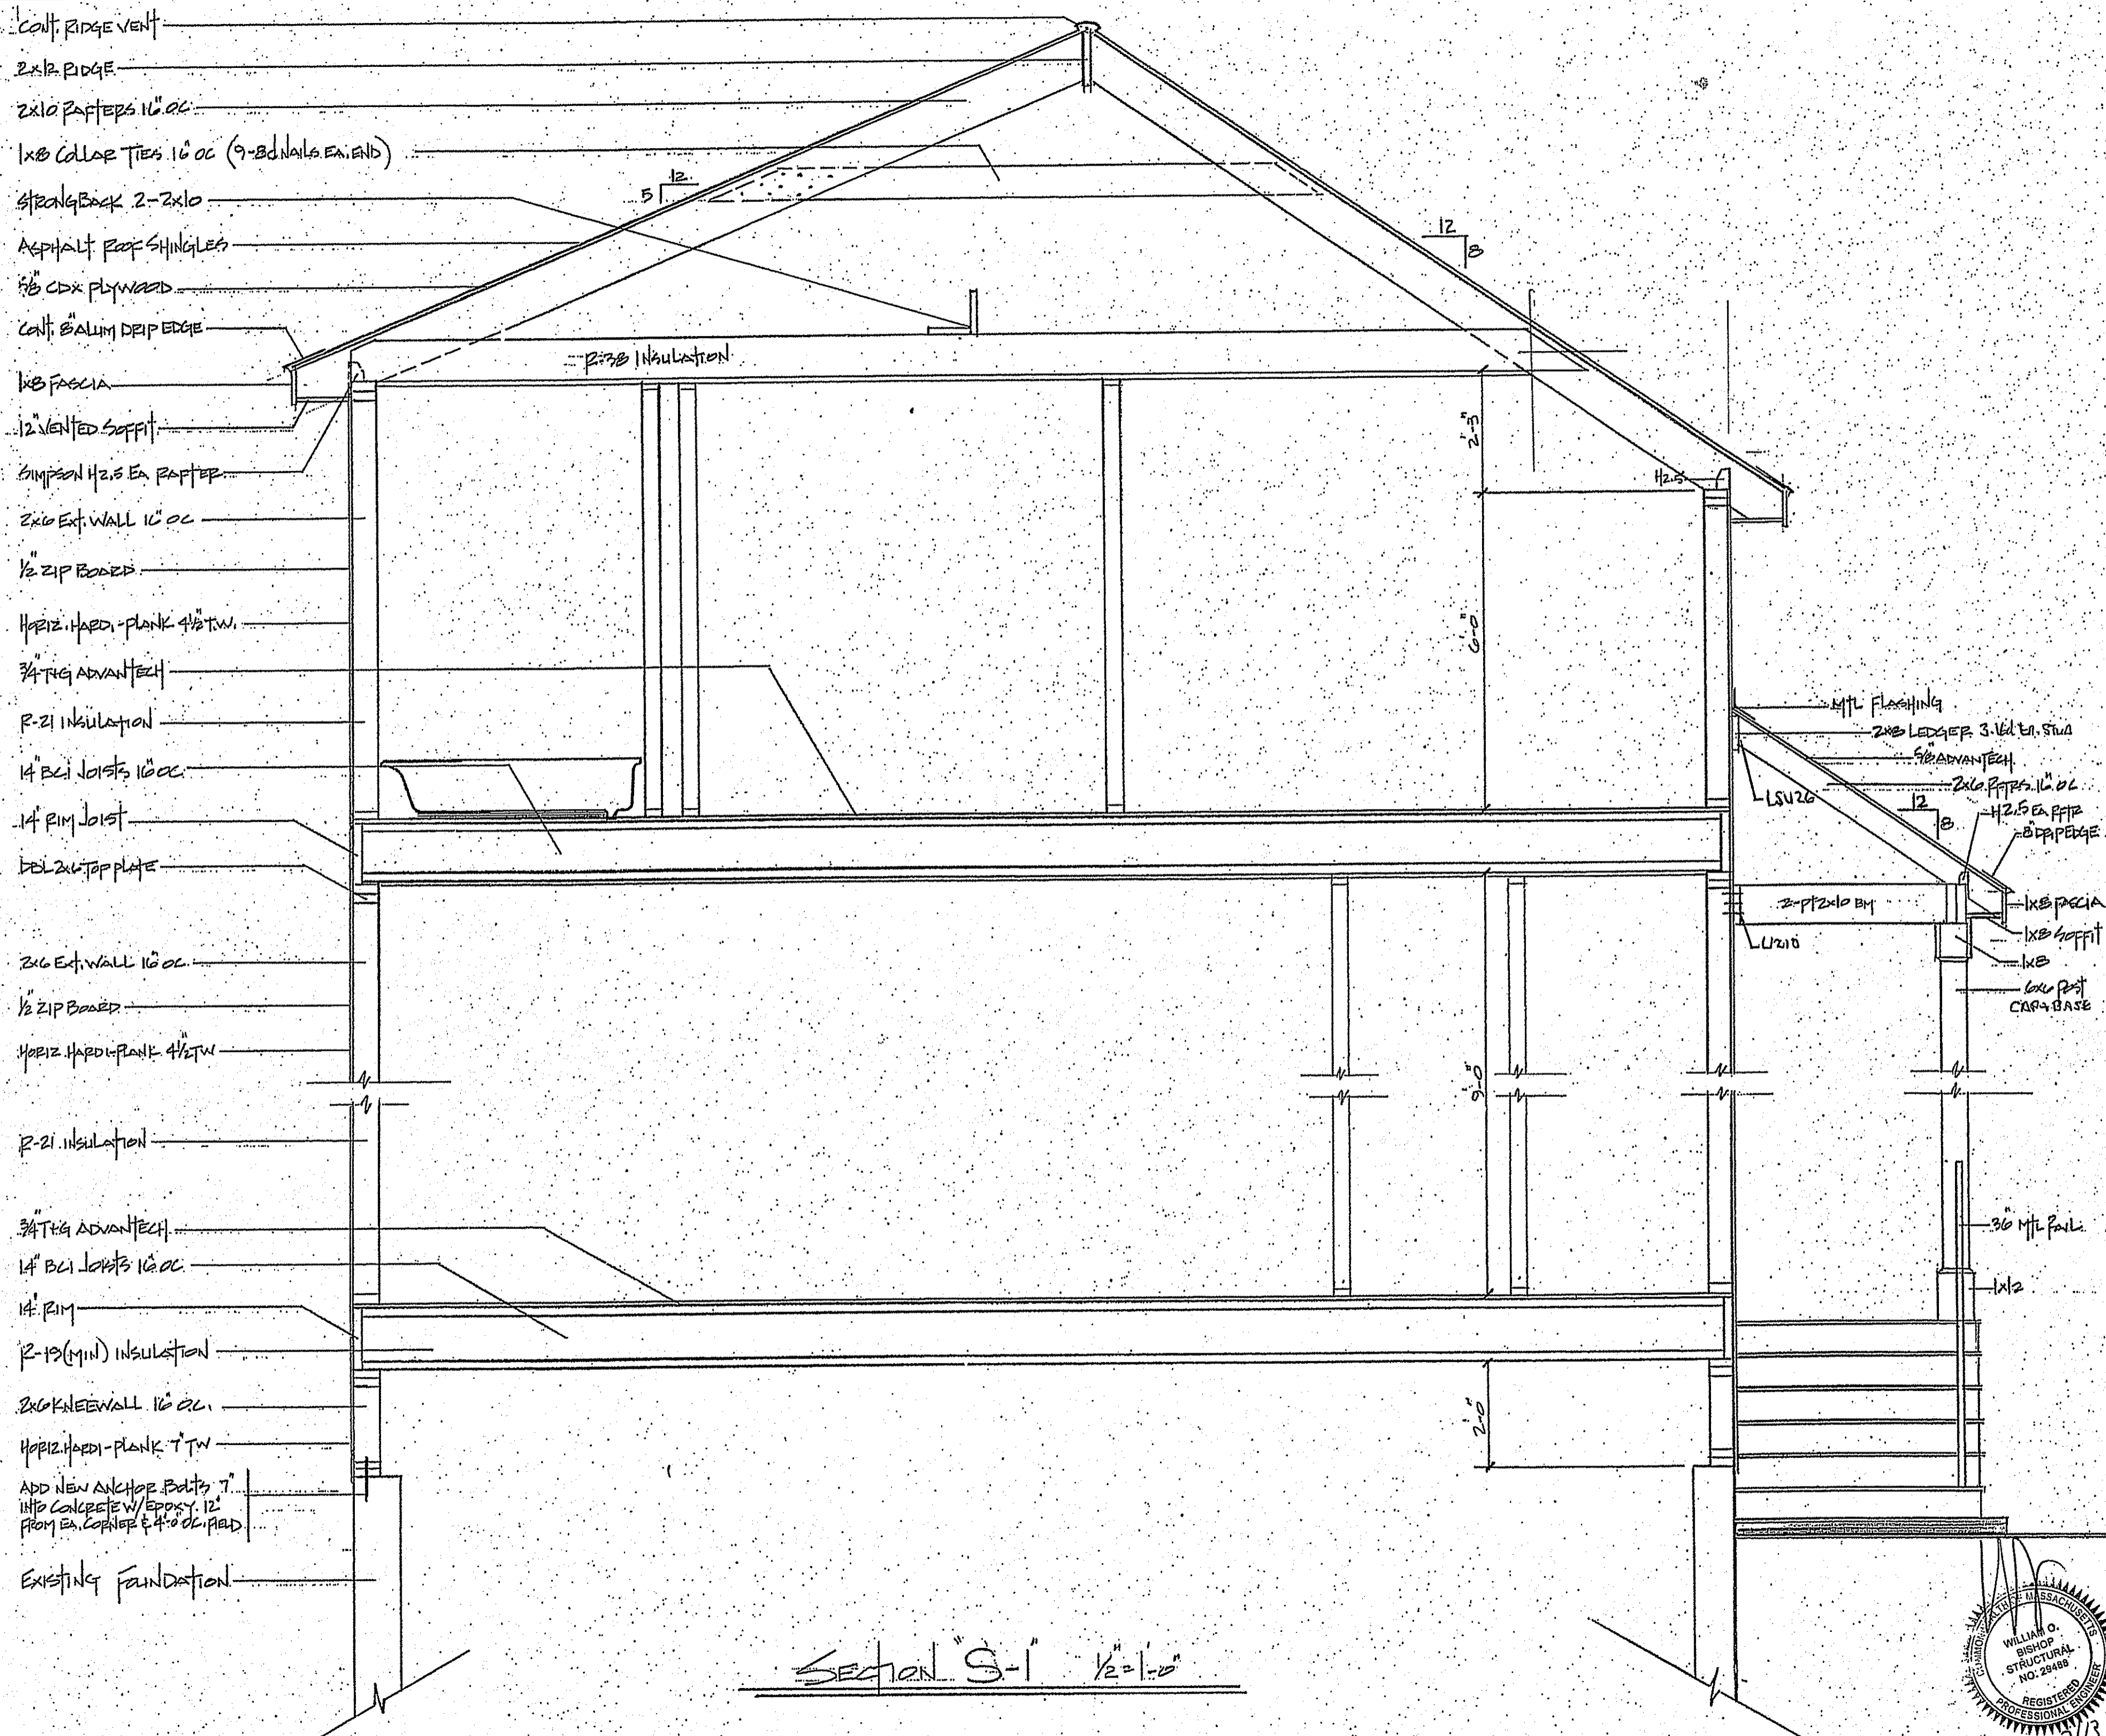 CONT. RIDGE VENT
2x12 RIDGE
2x10 RAFTERS 16" OC
1x8 COLLAR TIES 16" OC (9-8d NAILS EA. END)
STRONGBACK 2-2x10
ASPHALT ROOF SHINGLES
5/8" CDX PLYWOOD
CONT. 8" ALUM DRIP EDGE
1x8 FASCIA
12" VENTED SOFFIT
SIMPSON H2.5 EA RAFTER
2x6 EXT. WALL 16" OC
1/2" ZIP BOARD
HORIZ. HARDI-PLANK 4 1/2" T.W.
3/4" T+G ADVANTECH
R-21 INSULATION
14" BCI JOISTS 16" OC
14" RIM JOIST
DBL 2x6 TOP PLATE
2x6 EXT. WALL 16" OC
1/2" ZIP BOARD
HORIZ. HARDI-PLANK 4 1/2" TW
R-21 INSULATION
3/4" T+G ADVANTECH
14" BCI JOISTS 16" OC
14" RIM
R-19 (MIN) INSULATION
2x6 KNEEWALL 16" O.C.
HORIZ. HARDI-PLANK 7" TW
ADD NEW ANCHOR BOLTS 7"
INTO CONCRETE W/EPOXY. 12"
FROM EA. CORNER & 4'-0" OC. FIELD
EXISTING FOUNDATION
12
5
12
8
R-38 INSULATION
2'-3"
H2.5
6'-0"
9'-0"
2'-0"
MTL FLASHING
2x8 LEDGER 3-16d EA. STUD
5/8" ADVANTECH
2x6 RFTRS 16" OC
LSU26
12
8
H2.5 EA RFTR
8" DRIPEDGE
2-PT 2x10 BM
LU210
1x8 FASCIA
1x8 SOFFIT
1x8
6x6 POST
CAP+BASE
36" MTL RAIL
1x12
SECTION "S-1" 1/2"=1'-0"
COMMONWEALTH OF MASSACHUSETTS
WILLIAM O.
BISHOP
STRUCTURAL
NO. 29488
REGISTERED
PROFESSIONAL ENGINEER